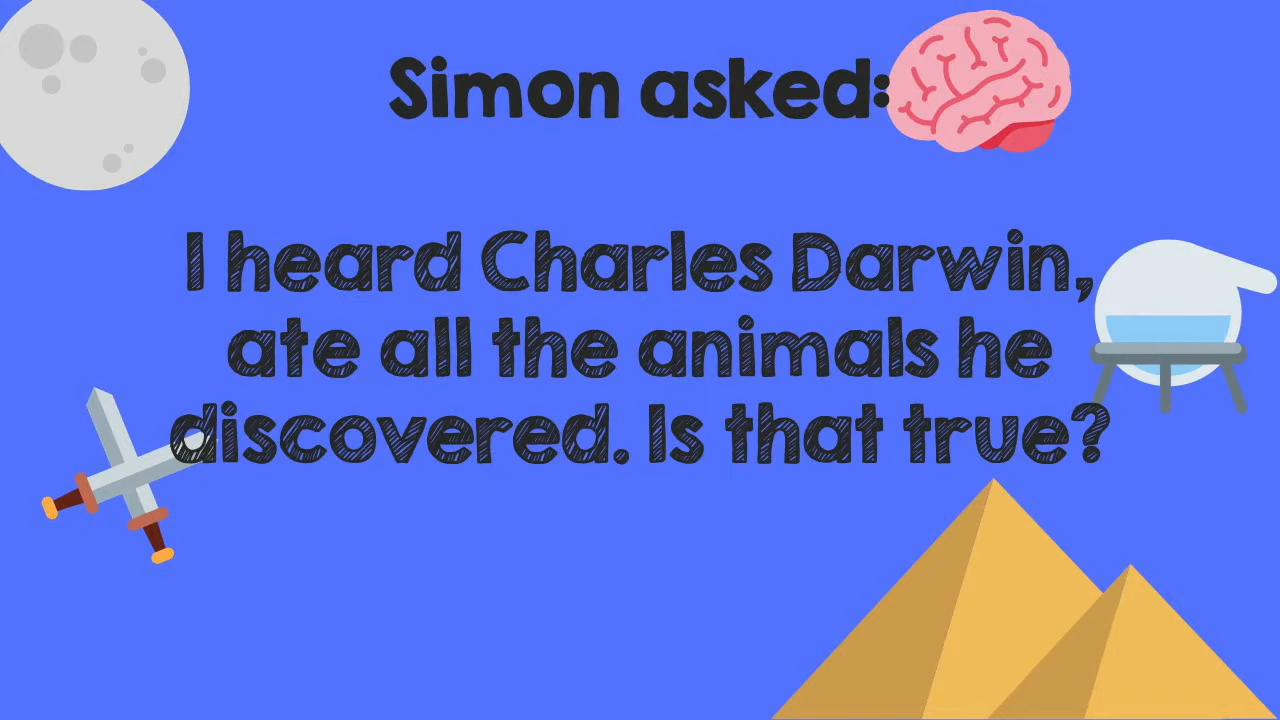 Simon asked:
I heard Charles Darwin,
ate all the animals he
discovered. Is that true?